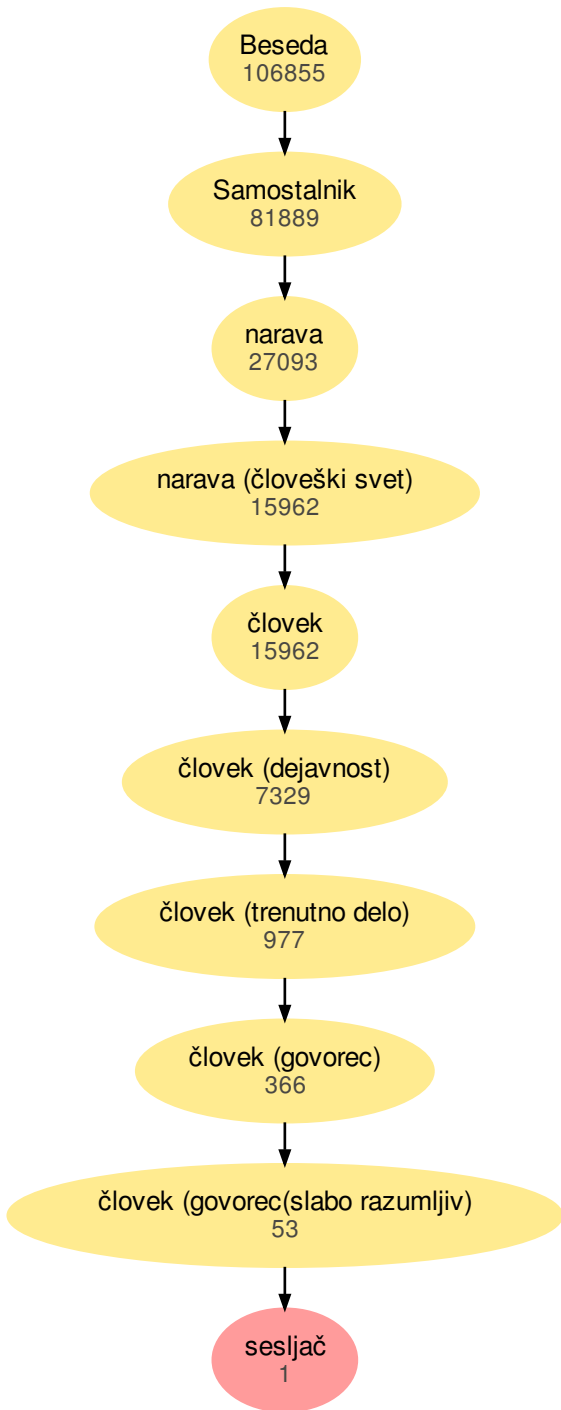 Beseda
106855
Samostalnik
81889
narava
27093
narava (človeški svet)
15962
človek
15962
človek (dejavnost)
7329
človek (trenutno delo)
977
človek (govorec)
366
človek (govorec(slabo razumljiv)
53
sesljač
1